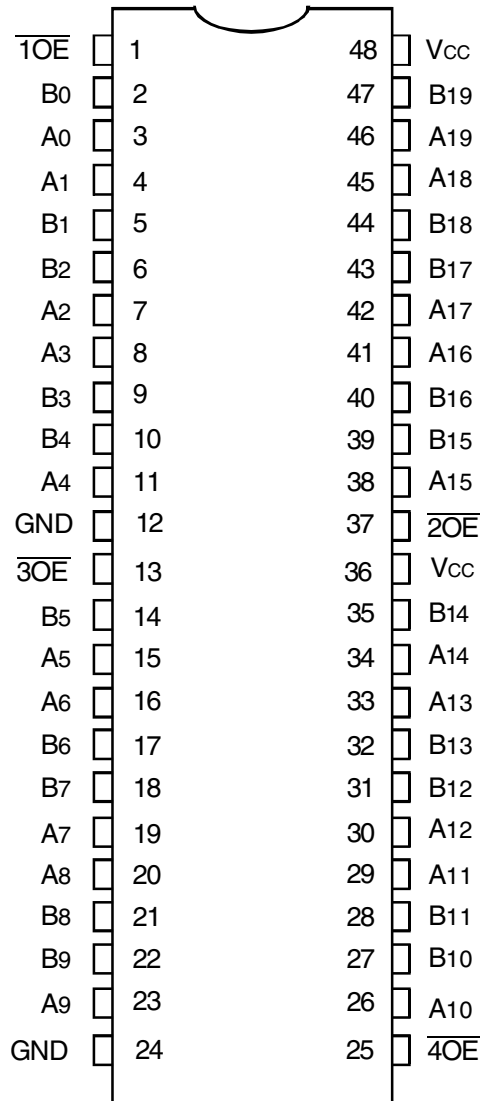 1OE 1 48 VCC
B0 2 47 B19
A0 3 46 A19
A1 4 45 A18
B1 5 44 B18
B2 6 43 B17
A2 7 42 A17
A3 8 41 A16
B3 9 40 B16
B4 10 39 B15
A4 11 38 A15
GND 12 37 2OE
3OE 13 36 VCC
B5 14 35 B14
A5 15 34 A14
A6 16 33 A13
B6 17 32 B13
B7 18 31 B12
A7 19 30 A12
A8 20 29 A11
B8 21 28 B11
B9 22 27 B10
A9 23 26 A10
GND 24 25 4OE